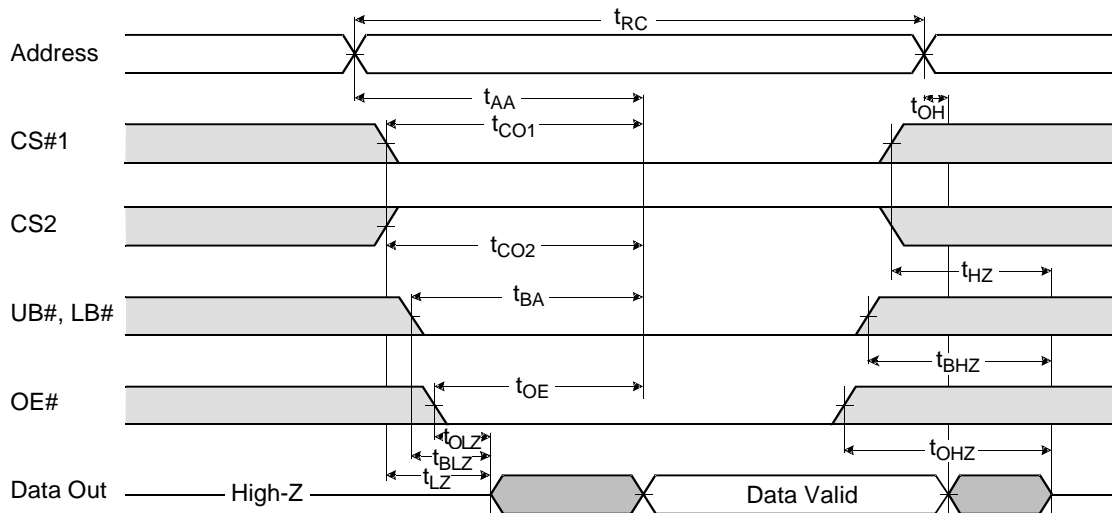 tRC
Address
tAA
tOH
CS#1
tCO1
CS2
tCO2
tHZ
UB#, LB#
tBA
tBHZ
OE#
tOE
tOLZ
tOHZ
tBLZ
tLZ
Data Out
High-Z
Data Valid